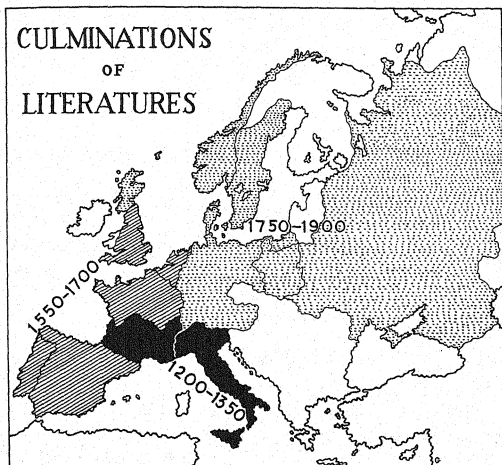 CULMINATIONS
OF
LITERATURES
1750-1900
1550-1700
1200-1350